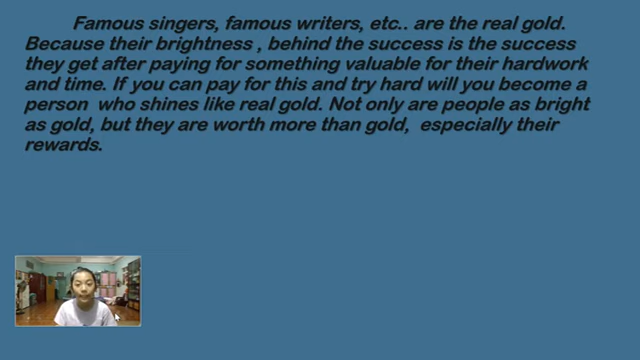 Famous singers, famous writers, etc.. are the real gold.
Because their brightness , behind the success is the success
they get after paying for something valuable for their hardwork
and time. If you can pay for this and try hard will you become a
person who shines like real gold. Not only are people as bright
as gold, but they are worth more than gold, especially their
rewards.